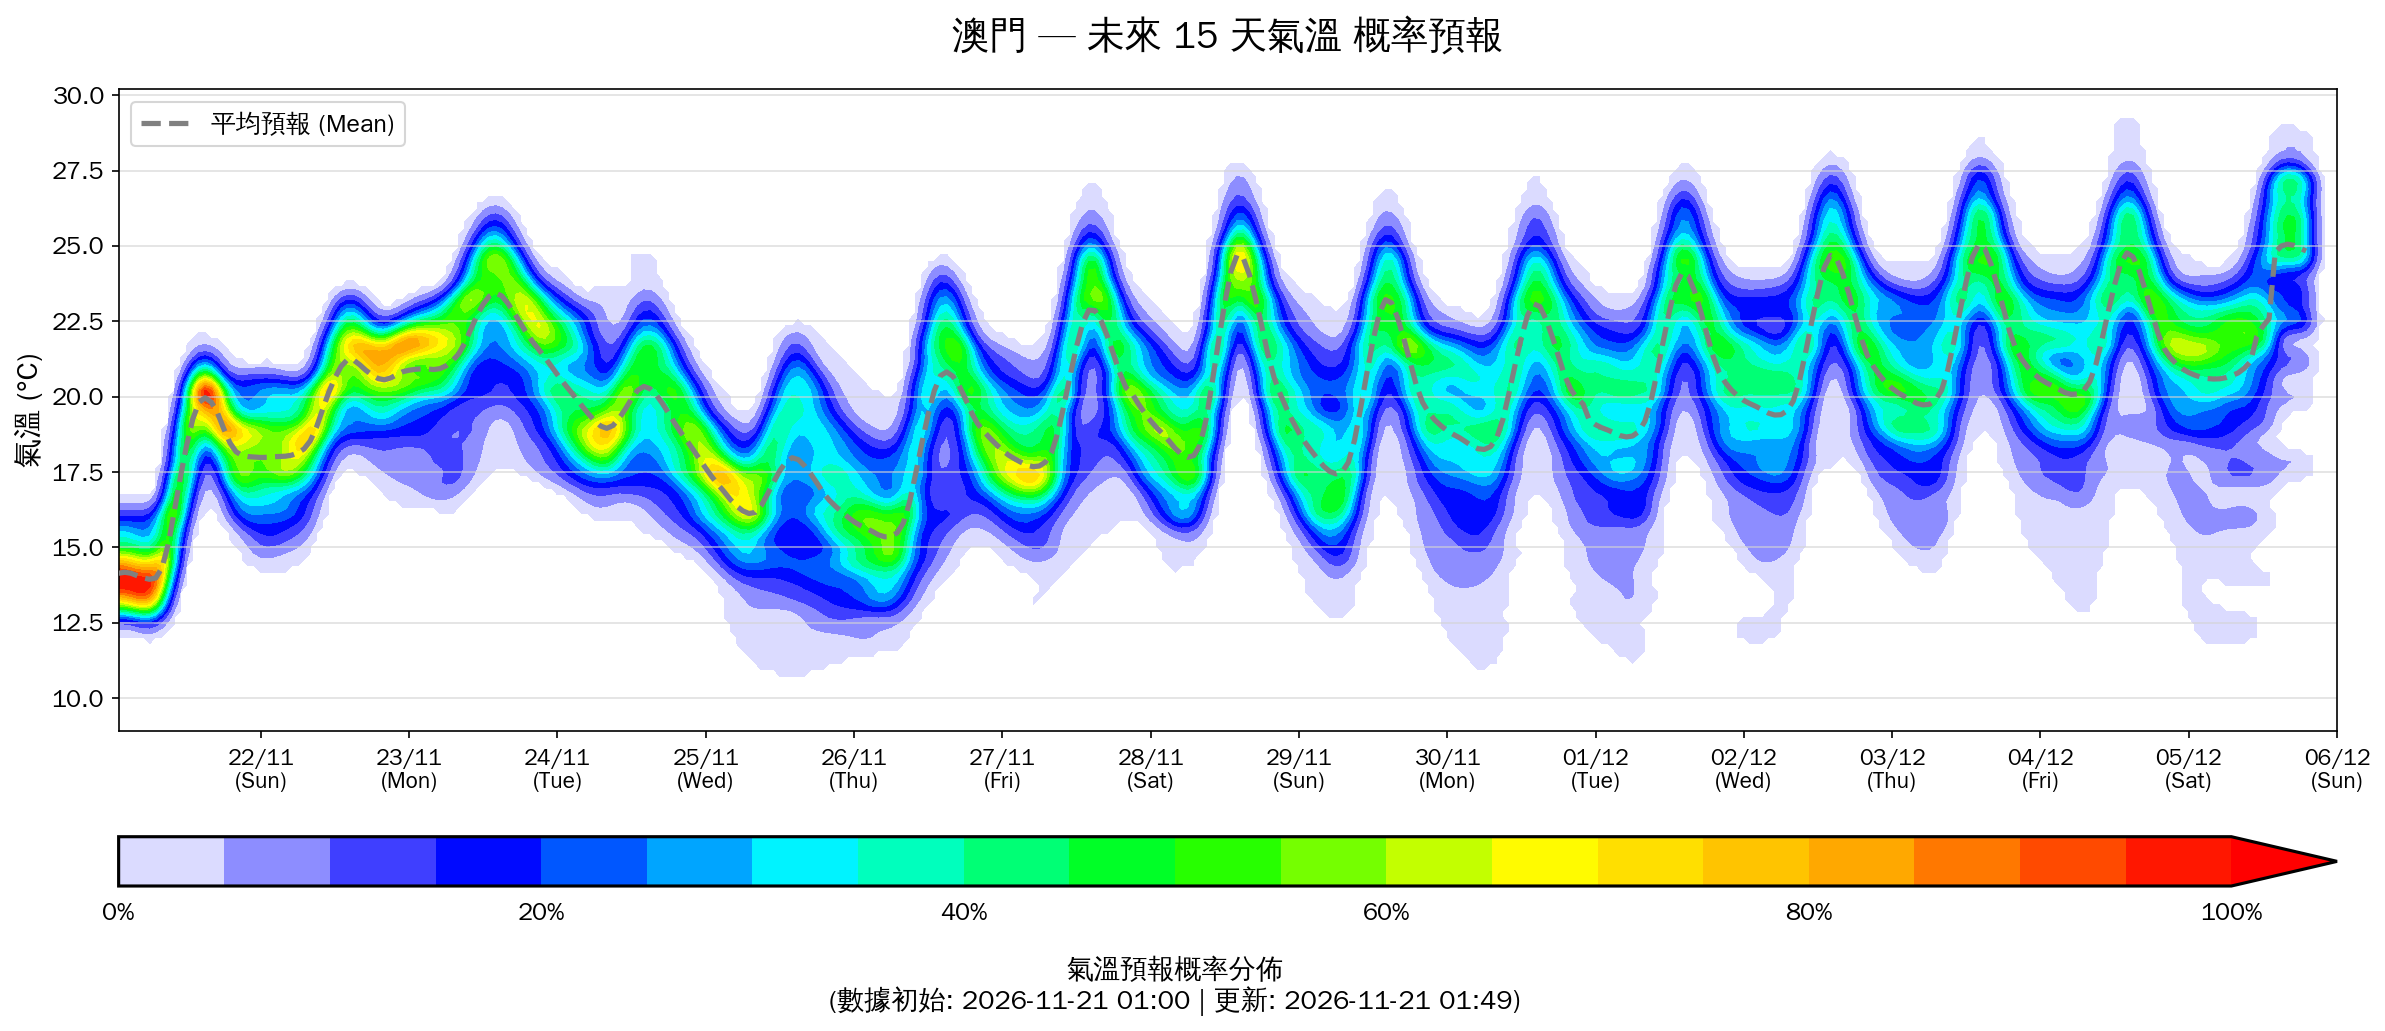 澳門 — 未來 15 天氣溫 概率預報
平均預報 (Mean)
氣溫 (°C)
30.0
27.5
25.0
22.5
20.0
17.5
15.0
12.5
10.0
22/11 23/11 24/11 25/11 26/11 27/11 28/11 29/11 30/11 01/12 02/12 03/12 04/12 05/12 06/12
(Sun) (Mon) (Tue) (Wed) (Thu) (Fri) (Sat) (Sun) (Mon) (Tue) (Wed) (Thu) (Fri) (Sat) (Sun)
0% 20% 40% 60% 80% 100%
氣溫預報概率分佈
(數據初始: 2026-11-21 01:00 | 更新: 2026-11-21 01:49)